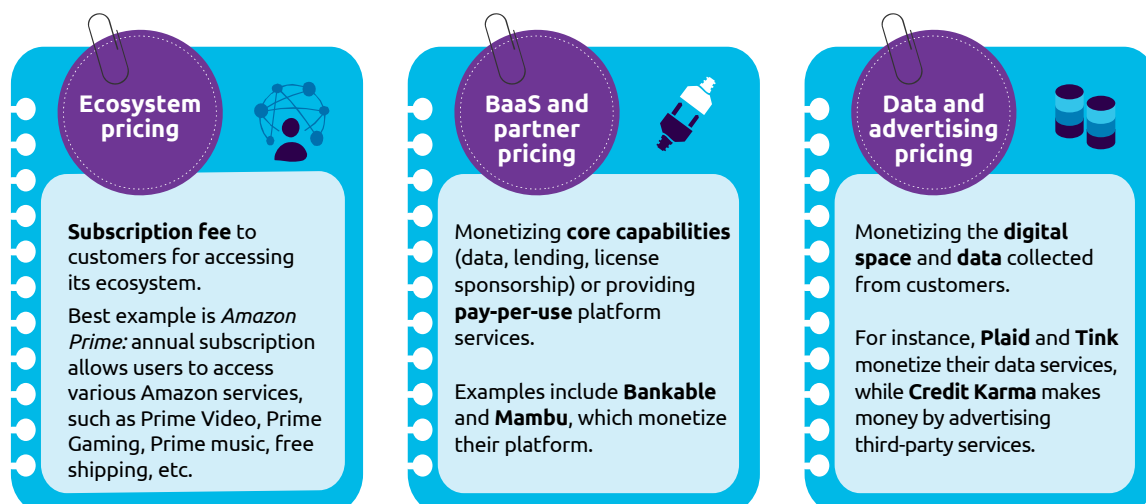 Ecosystem
pricing
Subscription fee to
customers for accessing
its ecosystem.
Best example is Amazon
Prime: annual subscription
allows users to access
various Amazon services,
such as Prime Video, Prime
Gaming, Prime music, free
shipping, etc.
BaaS and
partner
pricing
Monetizing core capabilities
(data, lending, license
sponsorship) or providing
pay-per-use platform
services.
Examples include Bankable
and Mambu, which monetize
their platform.
Data and
advertising
pricing
Monetizing the digital
space and data collected
from customers.
For instance, Plaid and Tink
monetize their data services,
while Credit Karma makes
money by advertising
third-party services.